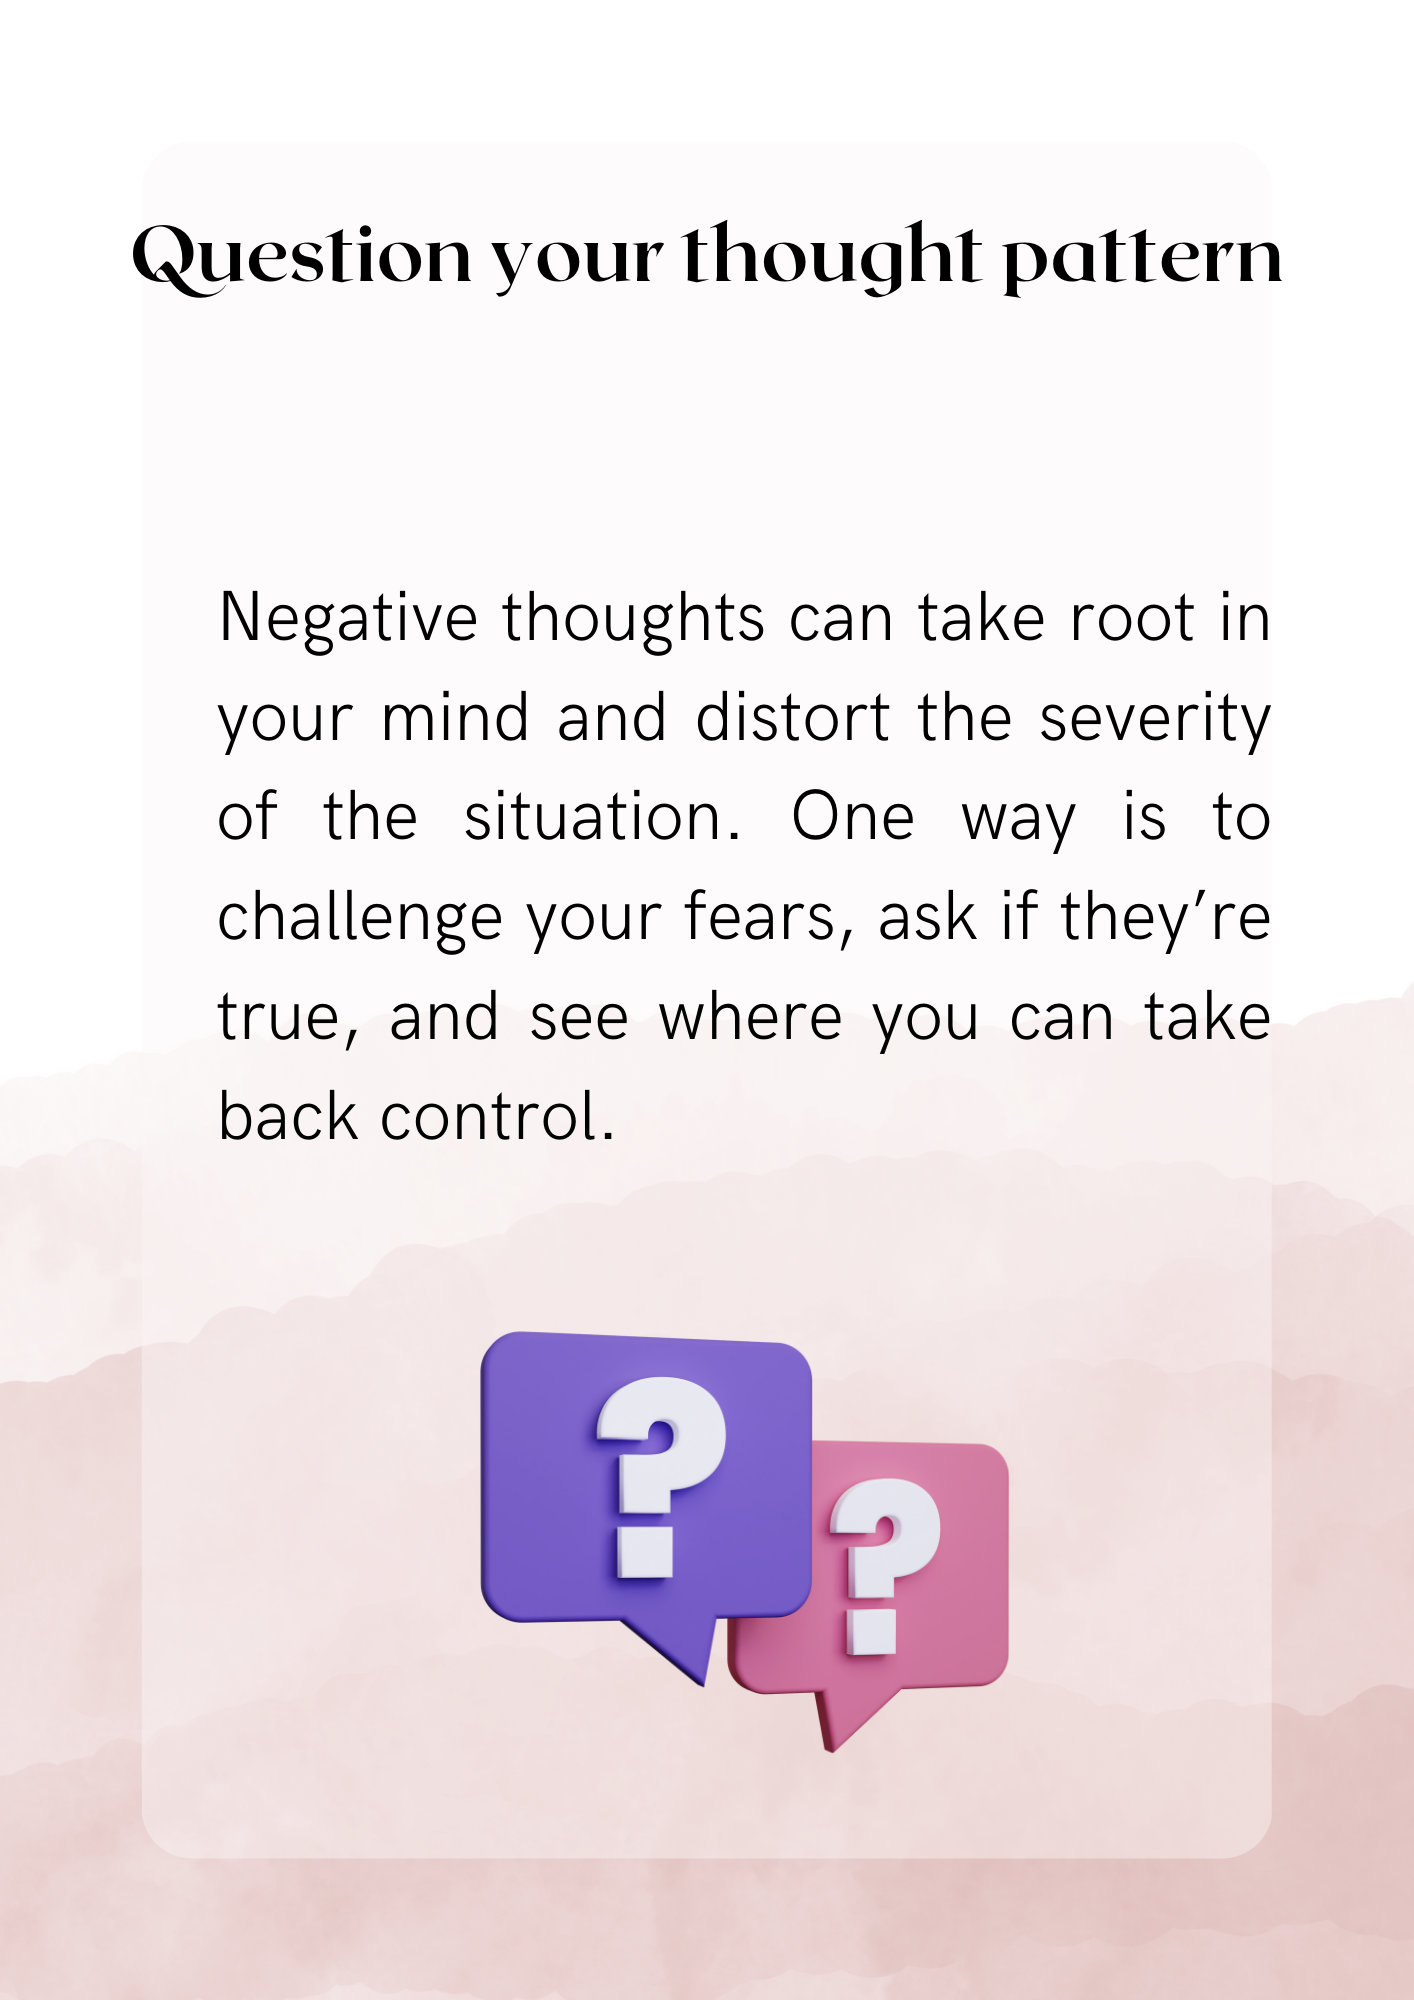 Question your thought pattern
Negative thoughts can take root in
your mind and distort the severity
of the situation. One way is to
challenge your fears, ask if they’re
true, and see where you can take
back control.
?
?